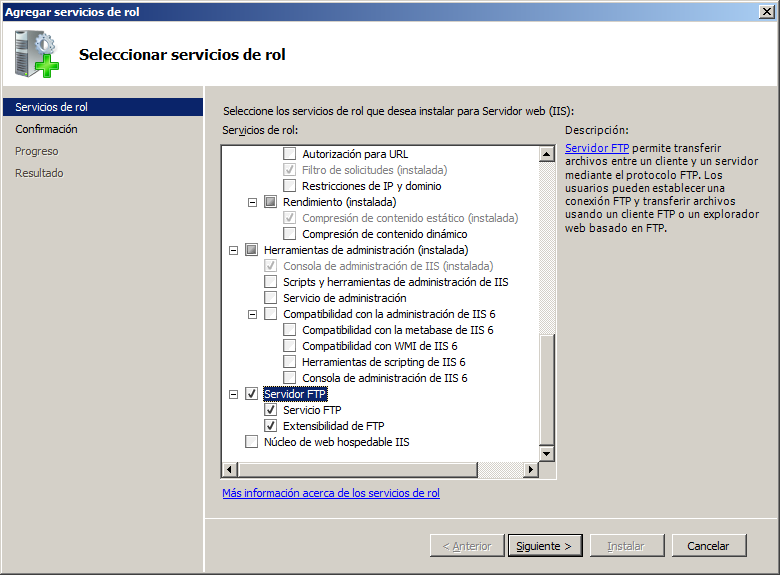 Agregar servicios de rol
Seleccionar servicios de rol
Servicios de rol
Confirmación
Progreso
Resultado
Seleccione los servicios de rol que desea instalar para Servidor web (IIS):
Servicios de rol:
Autorización para URL
Filtro de solicitudes (instalada)
Restricciones de IP y dominio
Rendimiento (instalada)
Compresión de contenido estático (instalada)
Compresión de contenido dinámico
Herramientas de administración (instalada)
Consola de administración de IIS (instalada)
Scripts y herramientas de administración de IIS
Servicio de administración
Compatibilidad con la administración de IIS 6
Compatibilidad con la metabase de IIS 6
Compatibilidad con WMI de IIS 6
Herramientas de scripting de IIS 6
Consola de administración de IIS 6
Servidor FTP
Servicio FTP
Extensibilidad de FTP
Núcleo de web hospedable IIS
Más información acerca de los servicios de rol
Descripción:
Servidor FTP permite transferir
archivos entre un cliente y un servidor
mediante el protocolo FTP. Los
usuarios pueden establecer una
conexión FTP y transferir archivos
usando un cliente FTP o un explorador
web basado en FTP.
< Anterior
Siguiente >
Instalar
Cancelar